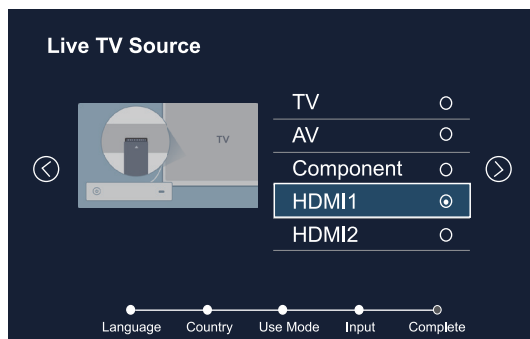 Live TV Source
TV
TV
AV
Component
HDMI1
HDMI2
Language Country Use Mode Input Complete